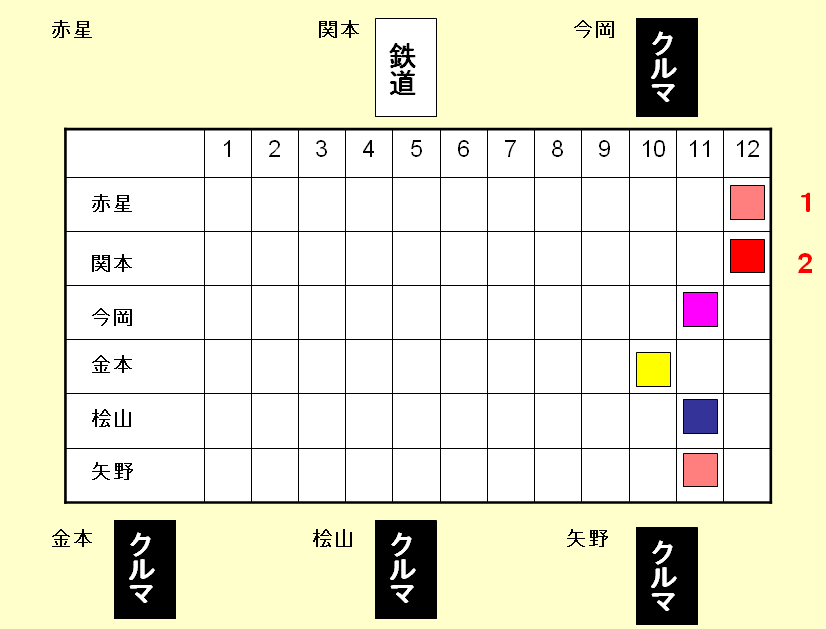 赤星
関本
鉄道
今岡
クルマ
1 2 3 4 5 6 7 8 9 10 11 12
赤星 1
関本 2
今岡
金本
桧山
矢野
金本
クルマ
桧山
クルマ
矢野
クルマ